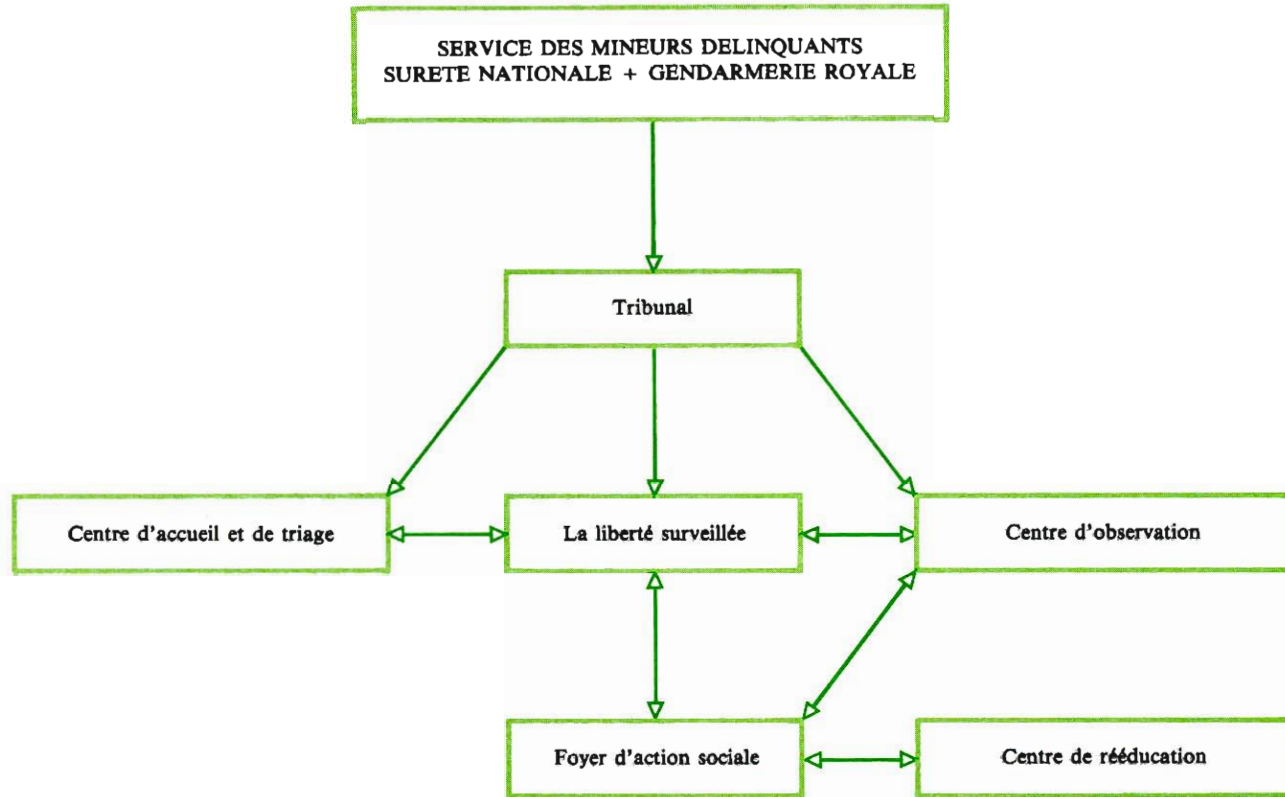 SERVICE DES MINEURS DELINQUANTS
SURETE NATIONALE + GENDARMERIE ROYALE
Tribunal
Centre d'accueil et de triage
La liberté surveillée
Centre d'observation
Foyer d'action sociale
Centre de rééducation